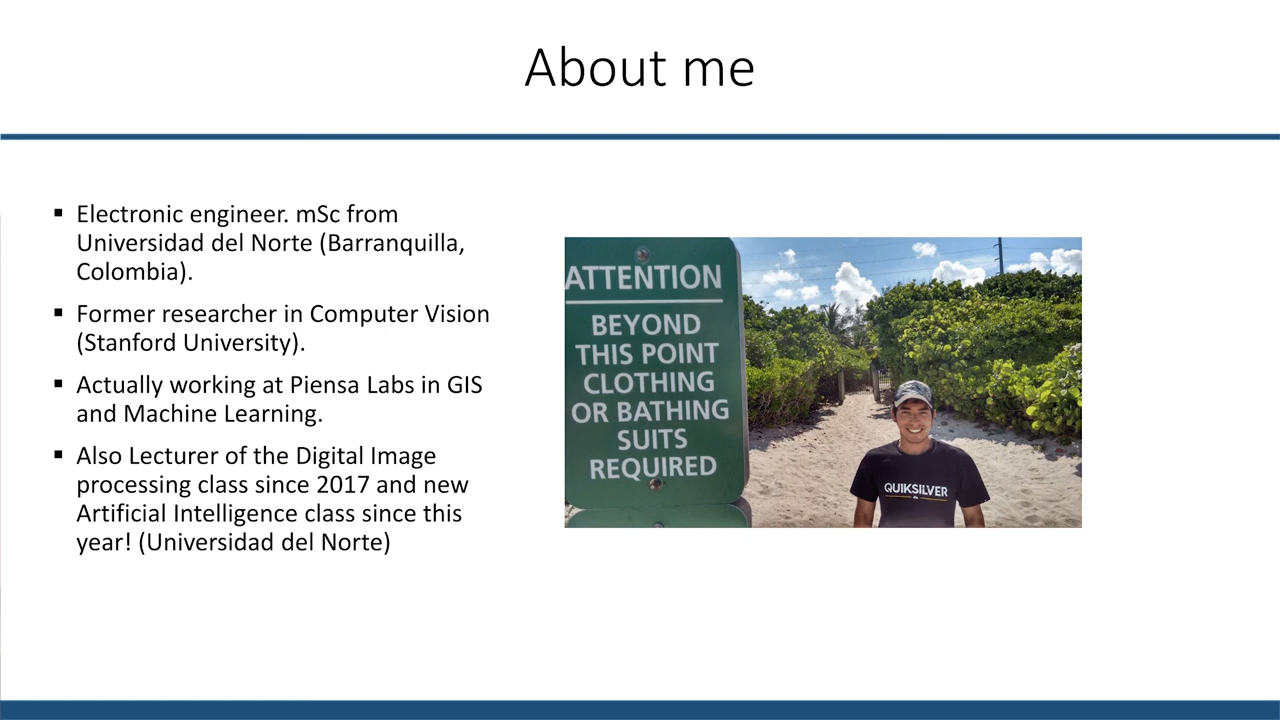 About me
Electronic engineer. mSc from
Universidad del Norte (Barranquilla,
Colombia).
Former researcher in Computer Vision
(Stanford University).
Actually working at Piensa Labs in GIS
and Machine Learning.
Also Lecturer of the Digital Image
processing class since 2017 and new
Artificial Intelligence class since this
year! (Universidad del Norte)
ATTENTION
BEYOND
THIS POINT
CLOTHING
OR BATHING
SUITS
REQUIRED
QUIKSILVER